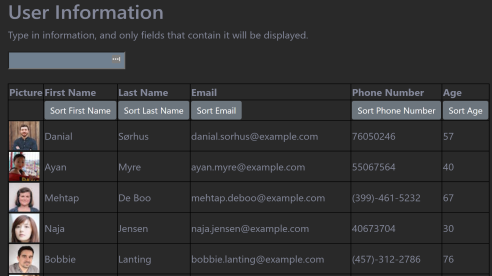 User Information
Type in information, and only fields that contain it will be displayed.
Picture First Name Last Name Email Phone Number Age
Sort First Name Sort Last Name Sort Email Sort Phone Number Sort Age
Danial Sørhus danial.sorhus@example.com 76050246 57
Ayan Myre ayan.myre@example.com 55067564 40
Mehtap De Boo mehtap.deboo@example.com (399)-461-5232 67
Naja Jensen naja.jensen@example.com 40673704 30
Bobbie Lanting bobbie.lanting@example.com (457)-312-2786 76